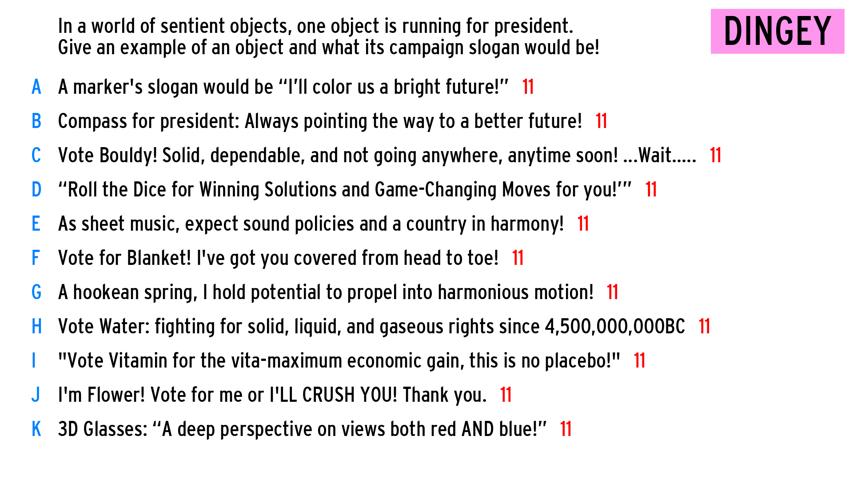 In a world of sentient objects, one object is running for president.
Give an example of an object and what its campaign slogan would be!
DINGEY
A A marker's slogan would be “I’ll color us a bright future!” 11
B Compass for president: Always pointing the way to a better future! 11
C Vote Bouldy! Solid, dependable, and not going anywhere, anytime soon! ...Wait..... 11
D “Roll the Dice for Winning Solutions and Game-Changing Moves for you!’” 11
E As sheet music, expect sound policies and a country in harmony! 11
F Vote for Blanket! I've got you covered from head to toe! 11
G A hookean spring, I hold potential to propel into harmonious motion! 11
H Vote Water: fighting for solid, liquid, and gaseous rights since 4,500,000,000BC 11
I "Vote Vitamin for the vita-maximum economic gain, this is no placebo!" 11
J I'm Flower! Vote for me or I'LL CRUSH YOU! Thank you. 11
K 3D Glasses: “A deep perspective on views both red AND blue!” 11